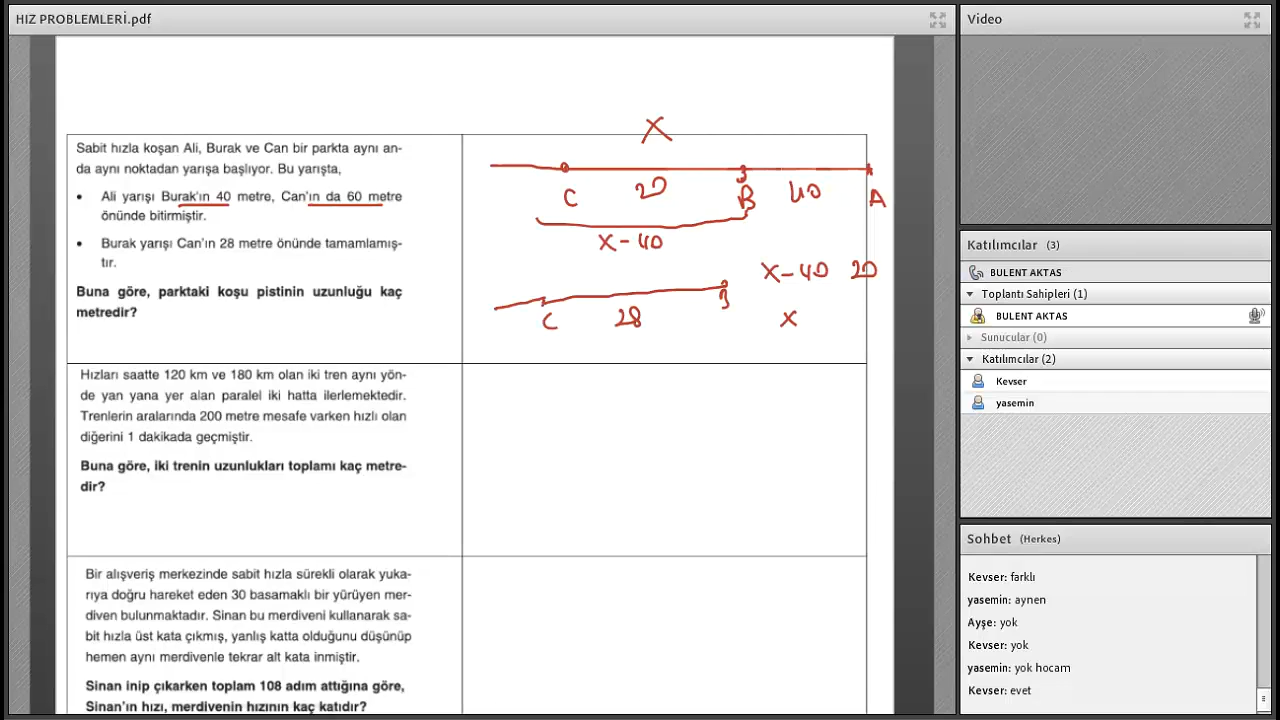 HIZ PROBLEMLERİ.pdf
Sabit hızla koşan Ali, Burak ve Can bir parkta aynı an-
da aynı noktadan yarışa başlıyor. Bu yarışta,
• Ali yarışı Burak'ın 40 metre, Can'ın da 60 metre
önünde bitirmiştir.
• Burak yarışı Can'ın 28 metre önünde tamamlamış-
tır.
Buna göre, parktaki koşu pistinin uzunluğu kaç
metredir?
X
C 20 B 40 A
X-40
X-40 20
C 28 B X
Hızları saatte 120 km ve 180 km olan iki tren aynı yön-
de yan yana yer alan paralel iki hatta ilerlemektedir.
Trenlerin aralarında 200 metre mesafe varken hızlı olan
diğerini 1 dakikada geçmiştir.
Buna göre, iki trenin uzunlukları toplamı kaç metre-
dir?
Bir alışveriş merkezinde sabit hızla sürekli olarak yuka-
rıya doğru hareket eden 30 basamaklı bir yürüyen mer-
diven bulunmaktadır. Sinan bu merdiveni kullanarak sa-
bit hızla üst kata çıkmış, yanlış katta olduğunu düşünüp
hemen aynı merdivenle tekrar alt kata inmiştir.
Sinan inip çıkarken toplam 108 adım attığına göre,
Sinan'ın hızı, merdivenin hızının kaç katıdır?
Video
Katılımcılar (3)
BULENT AKTAS
Toplantı Sahipleri (1)
BULENT AKTAS
Sunucular (0)
Katılımcılar (2)
Kevser
yasemin
Sohbet (Herkes)
Kevser: farklı
yasemin: aynen
Ayşe: yok
Kevser: yok
yasemin: yok hocam
Kevser: evet